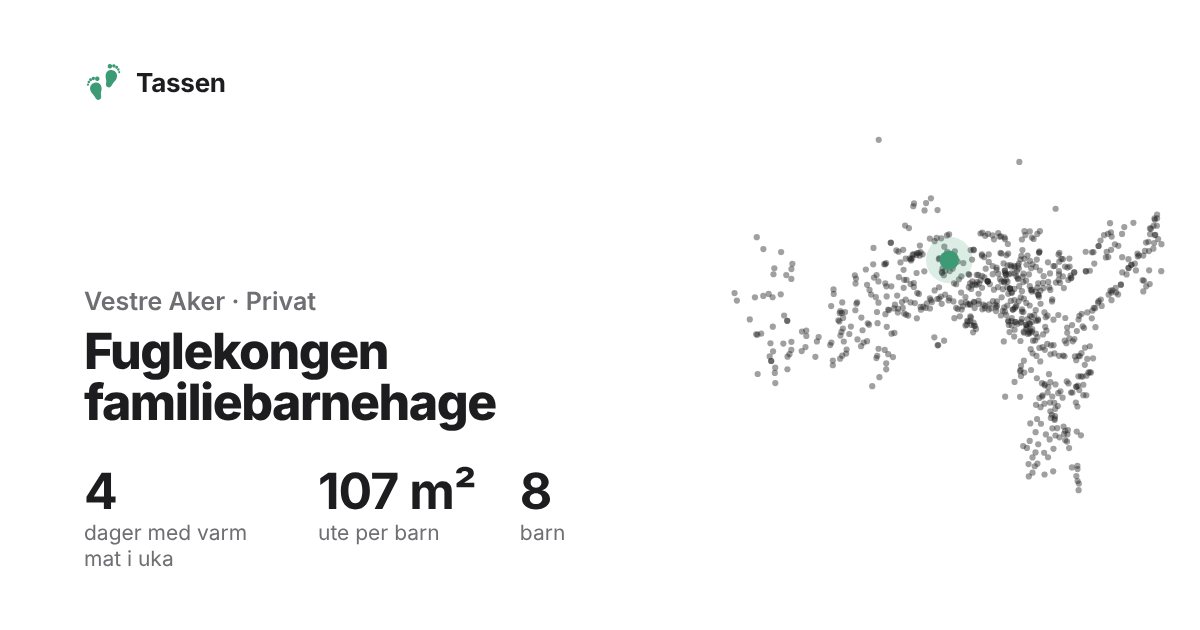 Tassen
Vestre Aker · Privat
Fuglekongen
familiebarnehage
4
dager med varm
mat i uka
107 m²
ute per barn
8
barn